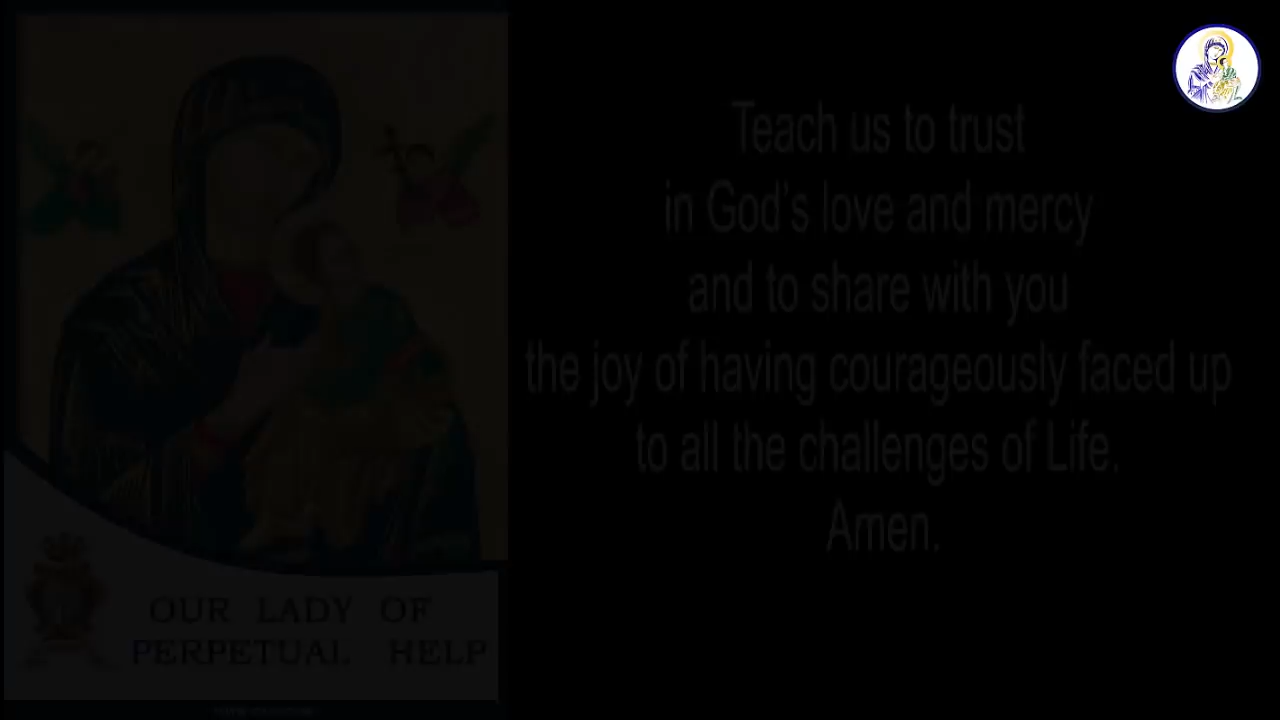 Teach us to trust
in God's love and mercy
and to share with you
the joy of having courageously faced up
to all the challenges of Life.
Amen.
OUR LADY OF
PERPETUAL HELP